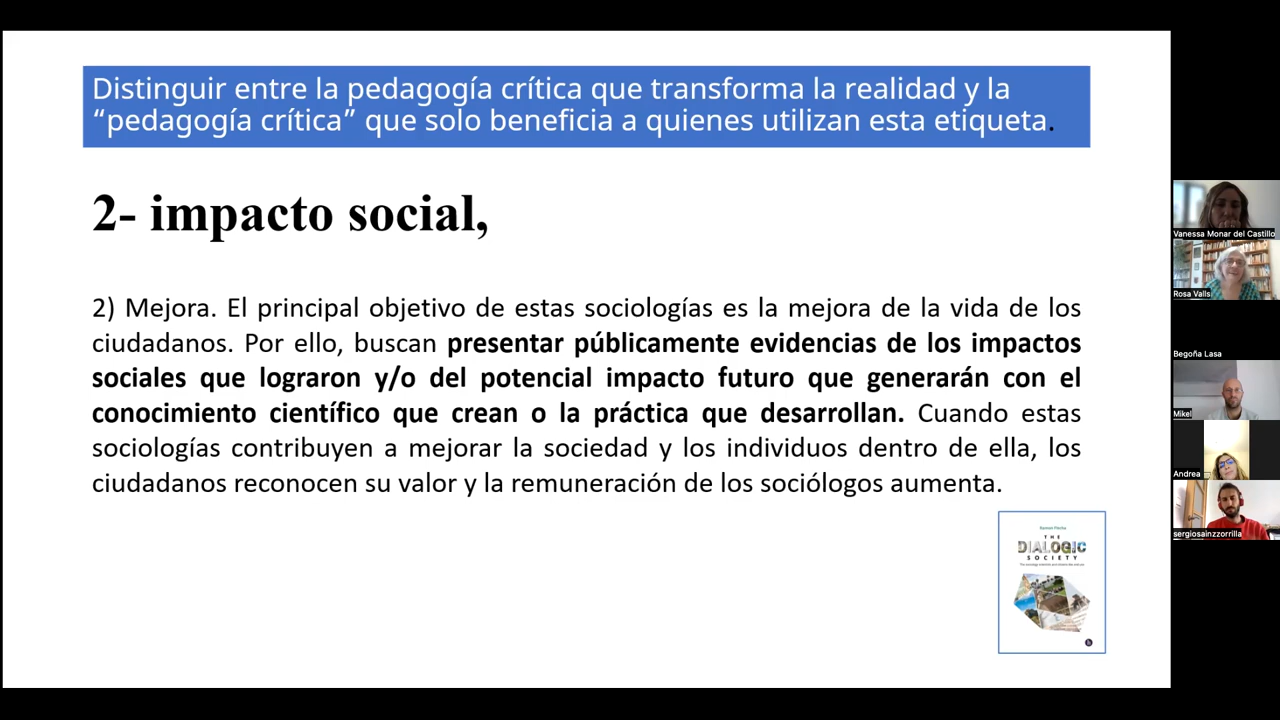 Distinguir entre la pedagogía crítica que transforma la realidad y la
“pedagogía crítica” que solo beneficia a quienes utilizan esta etiqueta.
2- impacto social,
2) Mejora. El principal objetivo de estas sociologías es la mejora de la vida de los
ciudadanos. Por ello, buscan presentar públicamente evidencias de los impactos
sociales que lograron y/o del potencial impacto futuro que generarán con el
conocimiento científico que crean o la práctica que desarrollan. Cuando estas
sociologías contribuyen a mejorar la sociedad y los individuos dentro de ella, los
ciudadanos reconocen su valor y la remuneración de los sociólogos aumenta.
THE
DIALOGIC
SOCIETY
Vanessa Monar del Castillo
Rosa Valls
Begoña Lasa
Mikel
Andrea
sergiosainzzorrilla